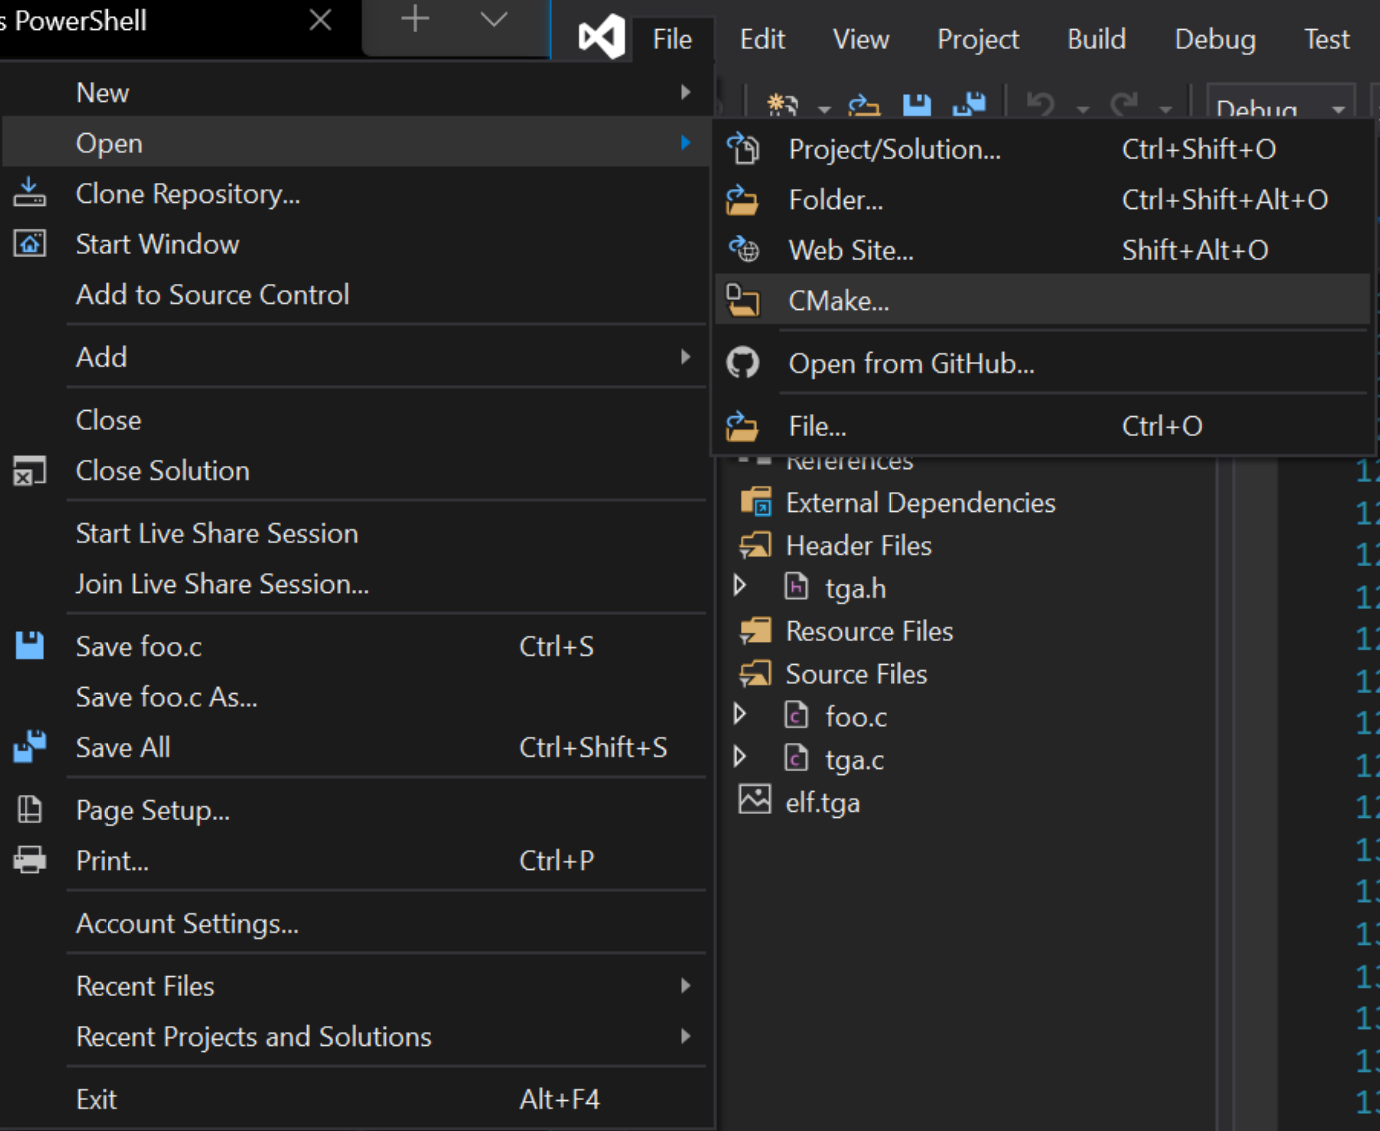 s PowerShell
File Edit View Project Build Debug Test
New
Open
Clone Repository...
Start Window
Add to Source Control
Add
Close
Close Solution
Start Live Share Session
Join Live Share Session...
Save foo.c Ctrl+S
Save foo.c As...
Save All Ctrl+Shift+S
Page Setup...
Print... Ctrl+P
Account Settings...
Recent Files
Recent Projects and Solutions
Exit Alt+F4
Debug
Project/Solution... Ctrl+Shift+O
Folder... Ctrl+Shift+Alt+O
Web Site... Shift+Alt+O
CMake...
Open from GitHub...
File... Ctrl+O
References
External Dependencies
Header Files
tga.h
Resource Files
Source Files
foo.c
tga.c
elf.tga